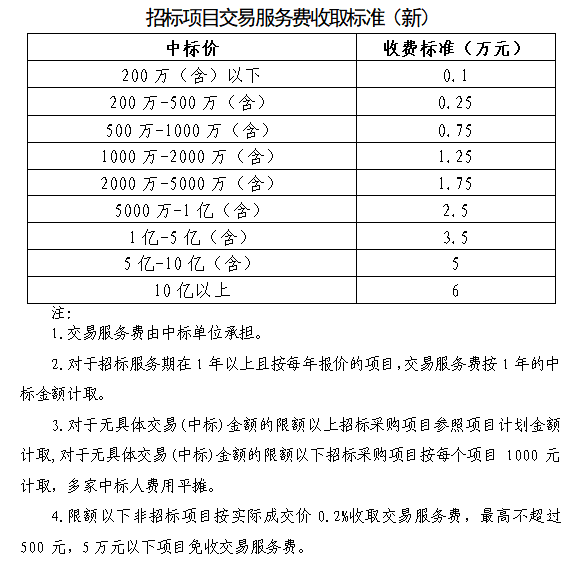 招标项目交易服务费收取标准（新）
中标价 收费标准（万元）
200 万（含）以下 0.1
200 万-500 万（含） 0.25
500 万-1000 万（含） 0.75
1000 万-2000 万（含） 1.25
2000 万-5000 万（含） 1.75
5000 万-1 亿（含） 2.5
1 亿-5 亿（含） 3.5
5 亿-10 亿（含） 5
10 亿以上 6
注:
1.交易服务费由中标单位承担。
2.对于招标服务期在 1 年以上且按每年报价的项目,交易服务费按 1 年的中
标金额计取。
3.对于无具体交易(中标)金额的限额以上招标采购项目参照项目计划金额
计取,对于无具体交易(中标)金额的限额以下招标采购项目按每个项目 1000 元
计取，多家中标人费用平摊。
4.限额以下非招标项目按实际成交价 0.2%收取交易服务费，最高不超过
500 元，5 万元以下项目免收交易服务费。